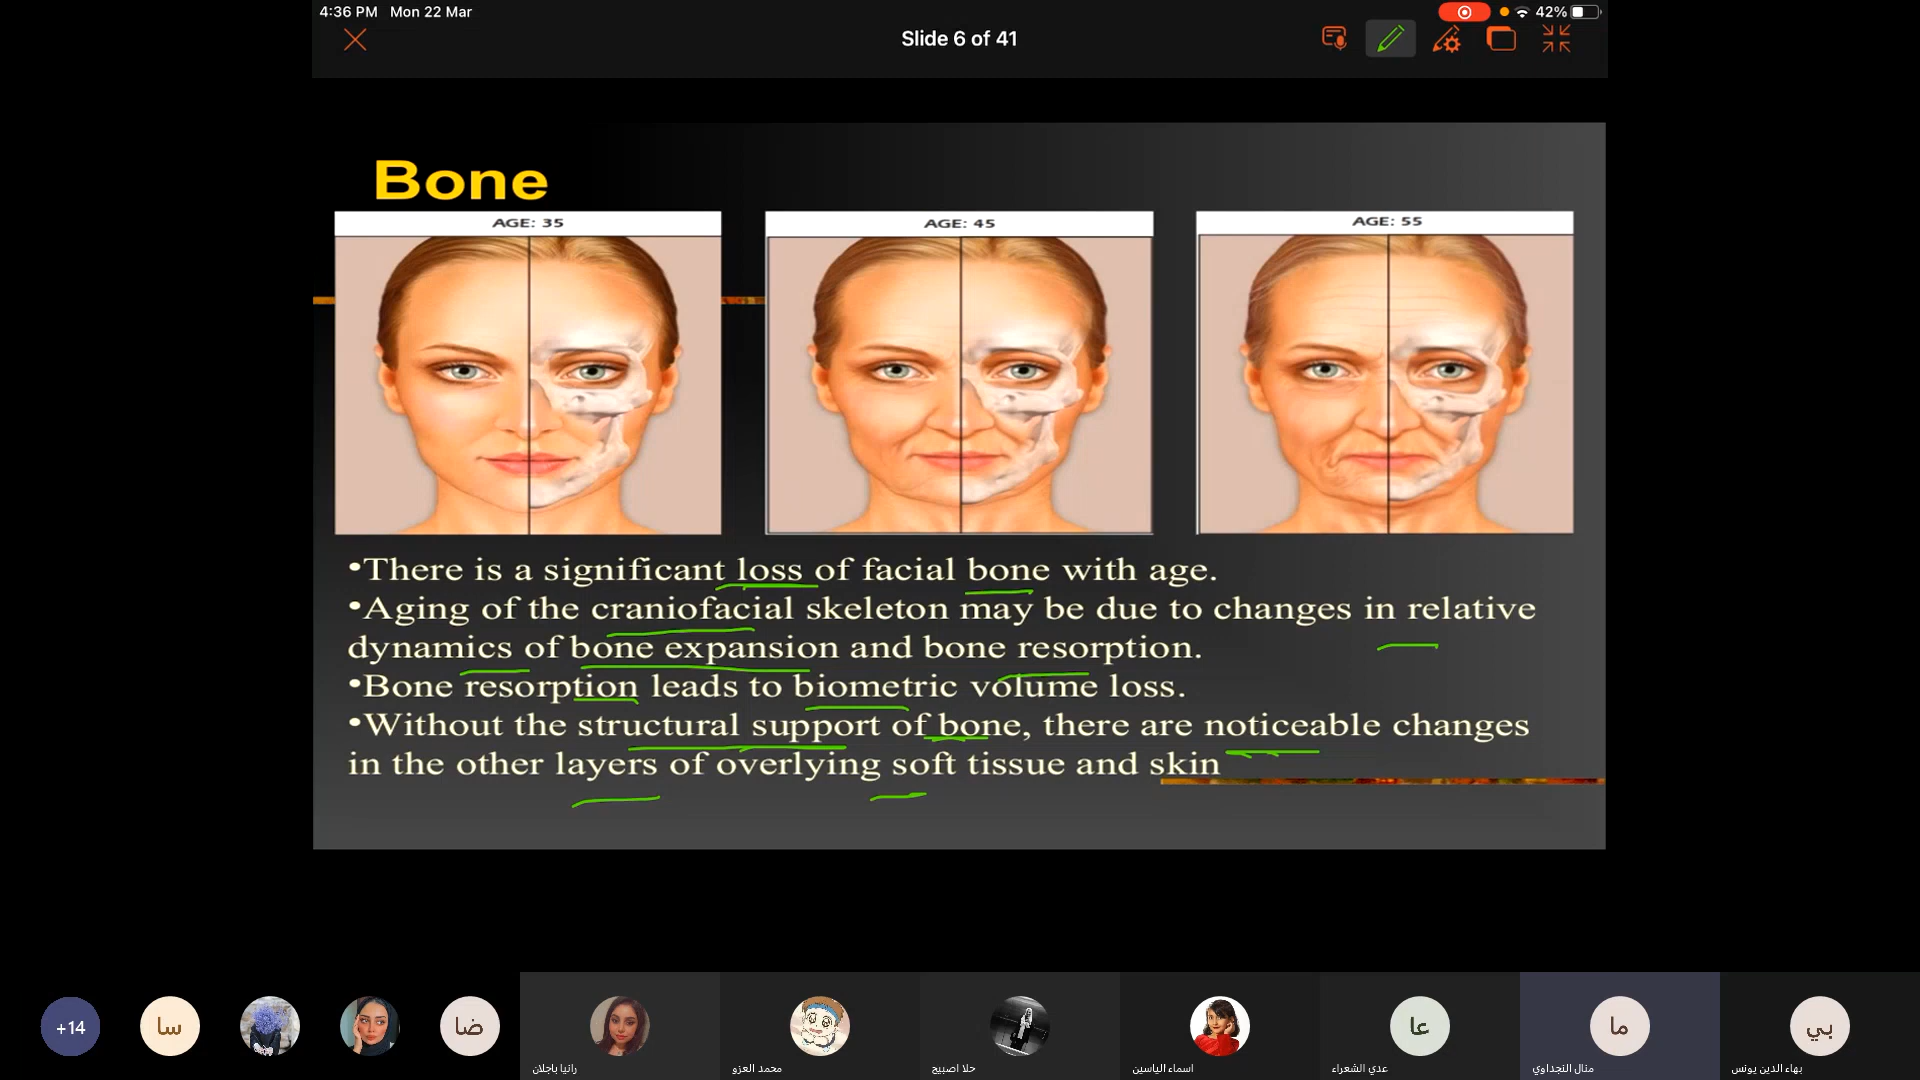 4:36 PM Mon 22 Mar
42%
Slide 6 of 41
Bone
AGE: 35
AGE: 45
AGE: 55
•There is a significant loss of facial bone with age.
•Aging of the craniofacial skeleton may be due to changes in relative
dynamics of bone expansion and bone resorption.
•Bone resorption leads to biometric volume loss.
•Without the structural support of bone, there are noticeable changes
in the other layers of overlying soft tissue and skin
+14
سا
ضا
عا
ما
بي
رانيا باجلان
محمد العزو
حلا اصبيح
اسماء الياسين
عدي الشعراء
منال النجداوي
بهاء الدين يونس